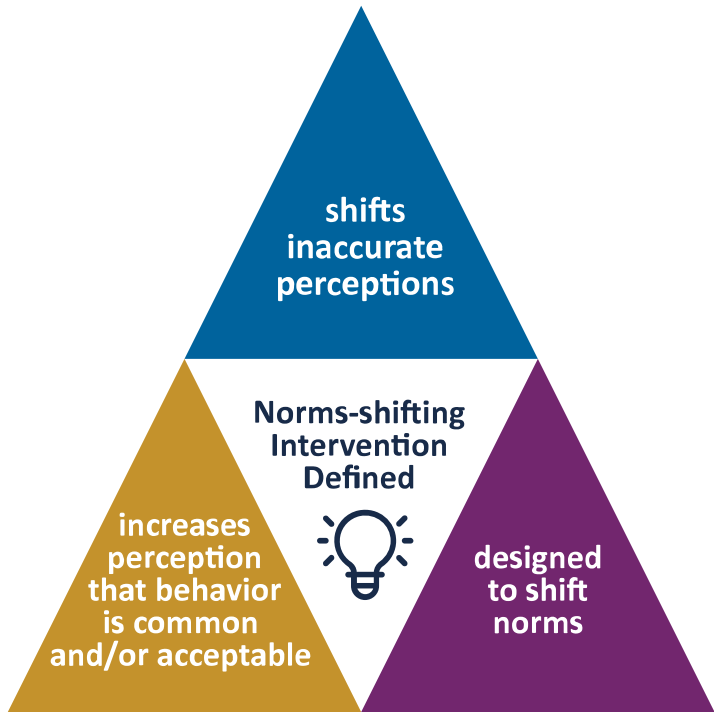 shifts
inaccurate
perceptions
Norms-shifting
Intervention
Defined
increases
perception
that behavior
is common
and/or acceptable
designed
to shift
norms